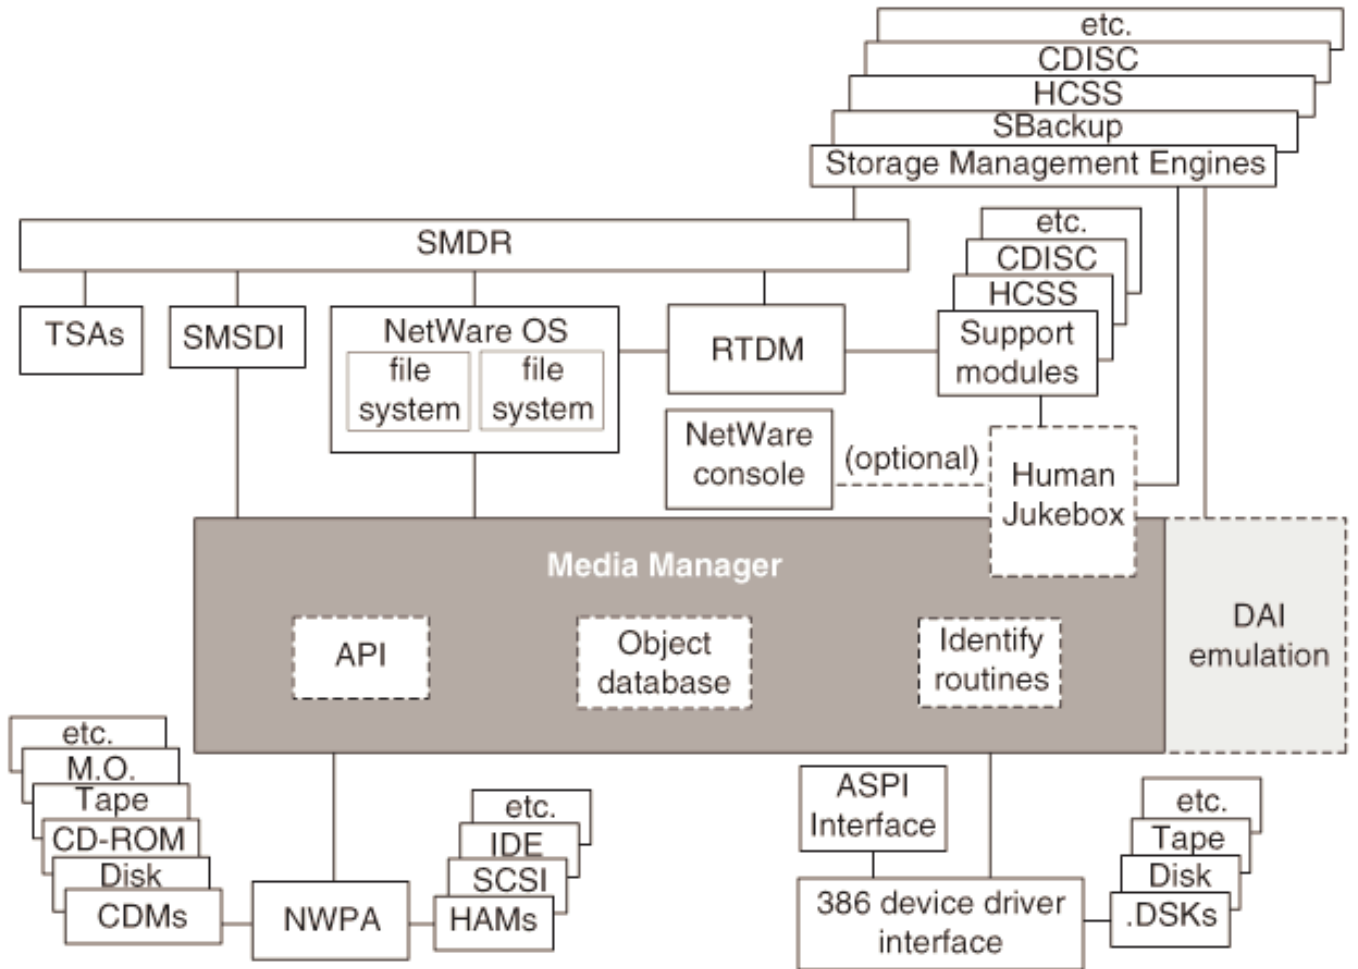 etc.
CDISC
HCSS
SBackup
Storage Management Engines
SMDR
etc.
CDISC
HCSS
Support
modules
TSAs
SMSDI
NetWare OS
file
system
file
system
RTDM
NetWare
console
(optional)
Human
Jukebox
Media Manager
API
Object
database
Identify
routines
DAI
emulation
etc.
M.O.
Tape
CD-ROM
Disk
CDMs
NWPA
etc.
IDE
SCSI
HAMs
ASPI
Interface
386 device driver
interface
etc.
Tape
Disk
.DSKs